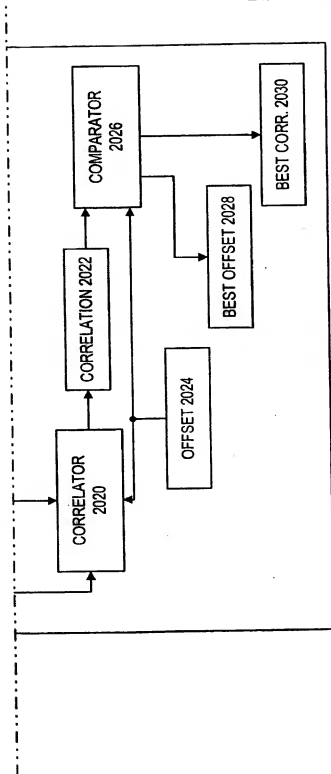 CORRELATOR
2020
CORRELATION 2022
COMPARATOR
2026
OFFSET 2024
BEST OFFSET 2028
BEST CORR. 2030